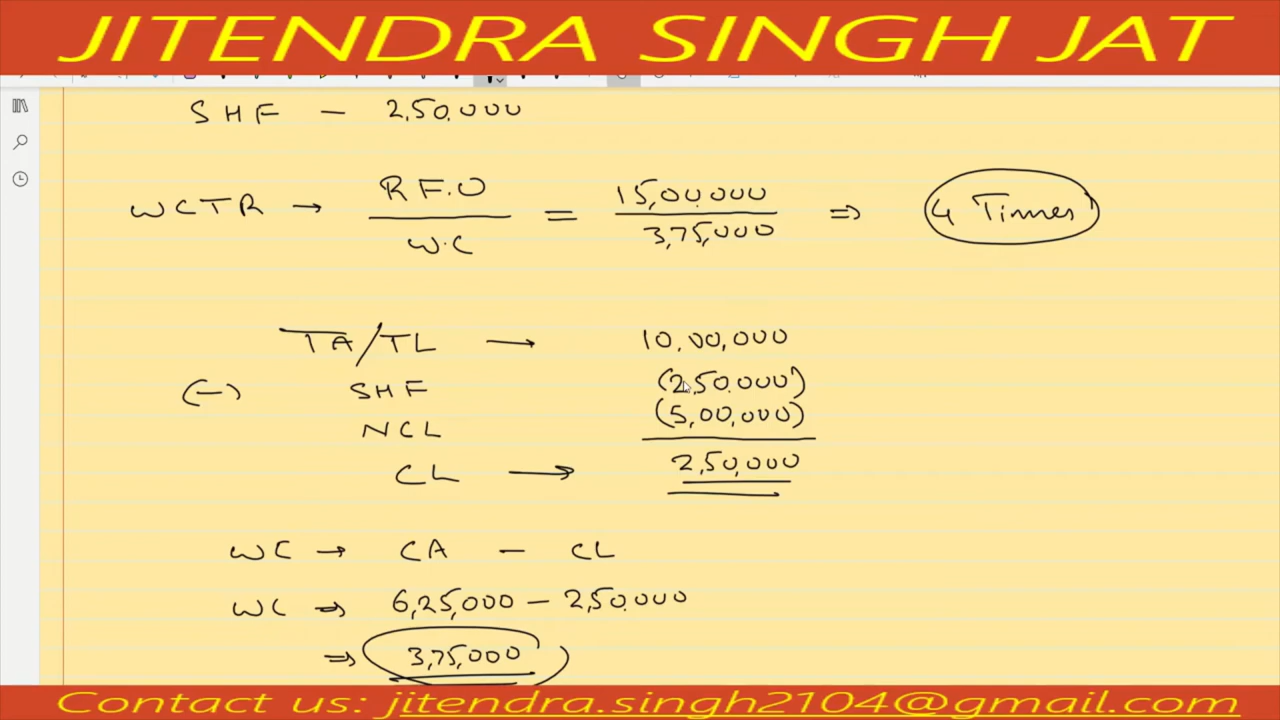 JITENDRA SINGH JAT
SHF - 2,50,000
WCTR → R.F.O / W.C = 15,00,000 / 3,75,000 ⇒ 4 Times
TA/TL → 10,00,000
(-) SHF (2,50,000)
NCL (5,00,000)
CL → 2,50,000
WC → CA - CL
WC ⇒ 6,25,000 - 2,50,000
⇒ 3,75,000
Contact us: jitendra.singh2104@gmail.com